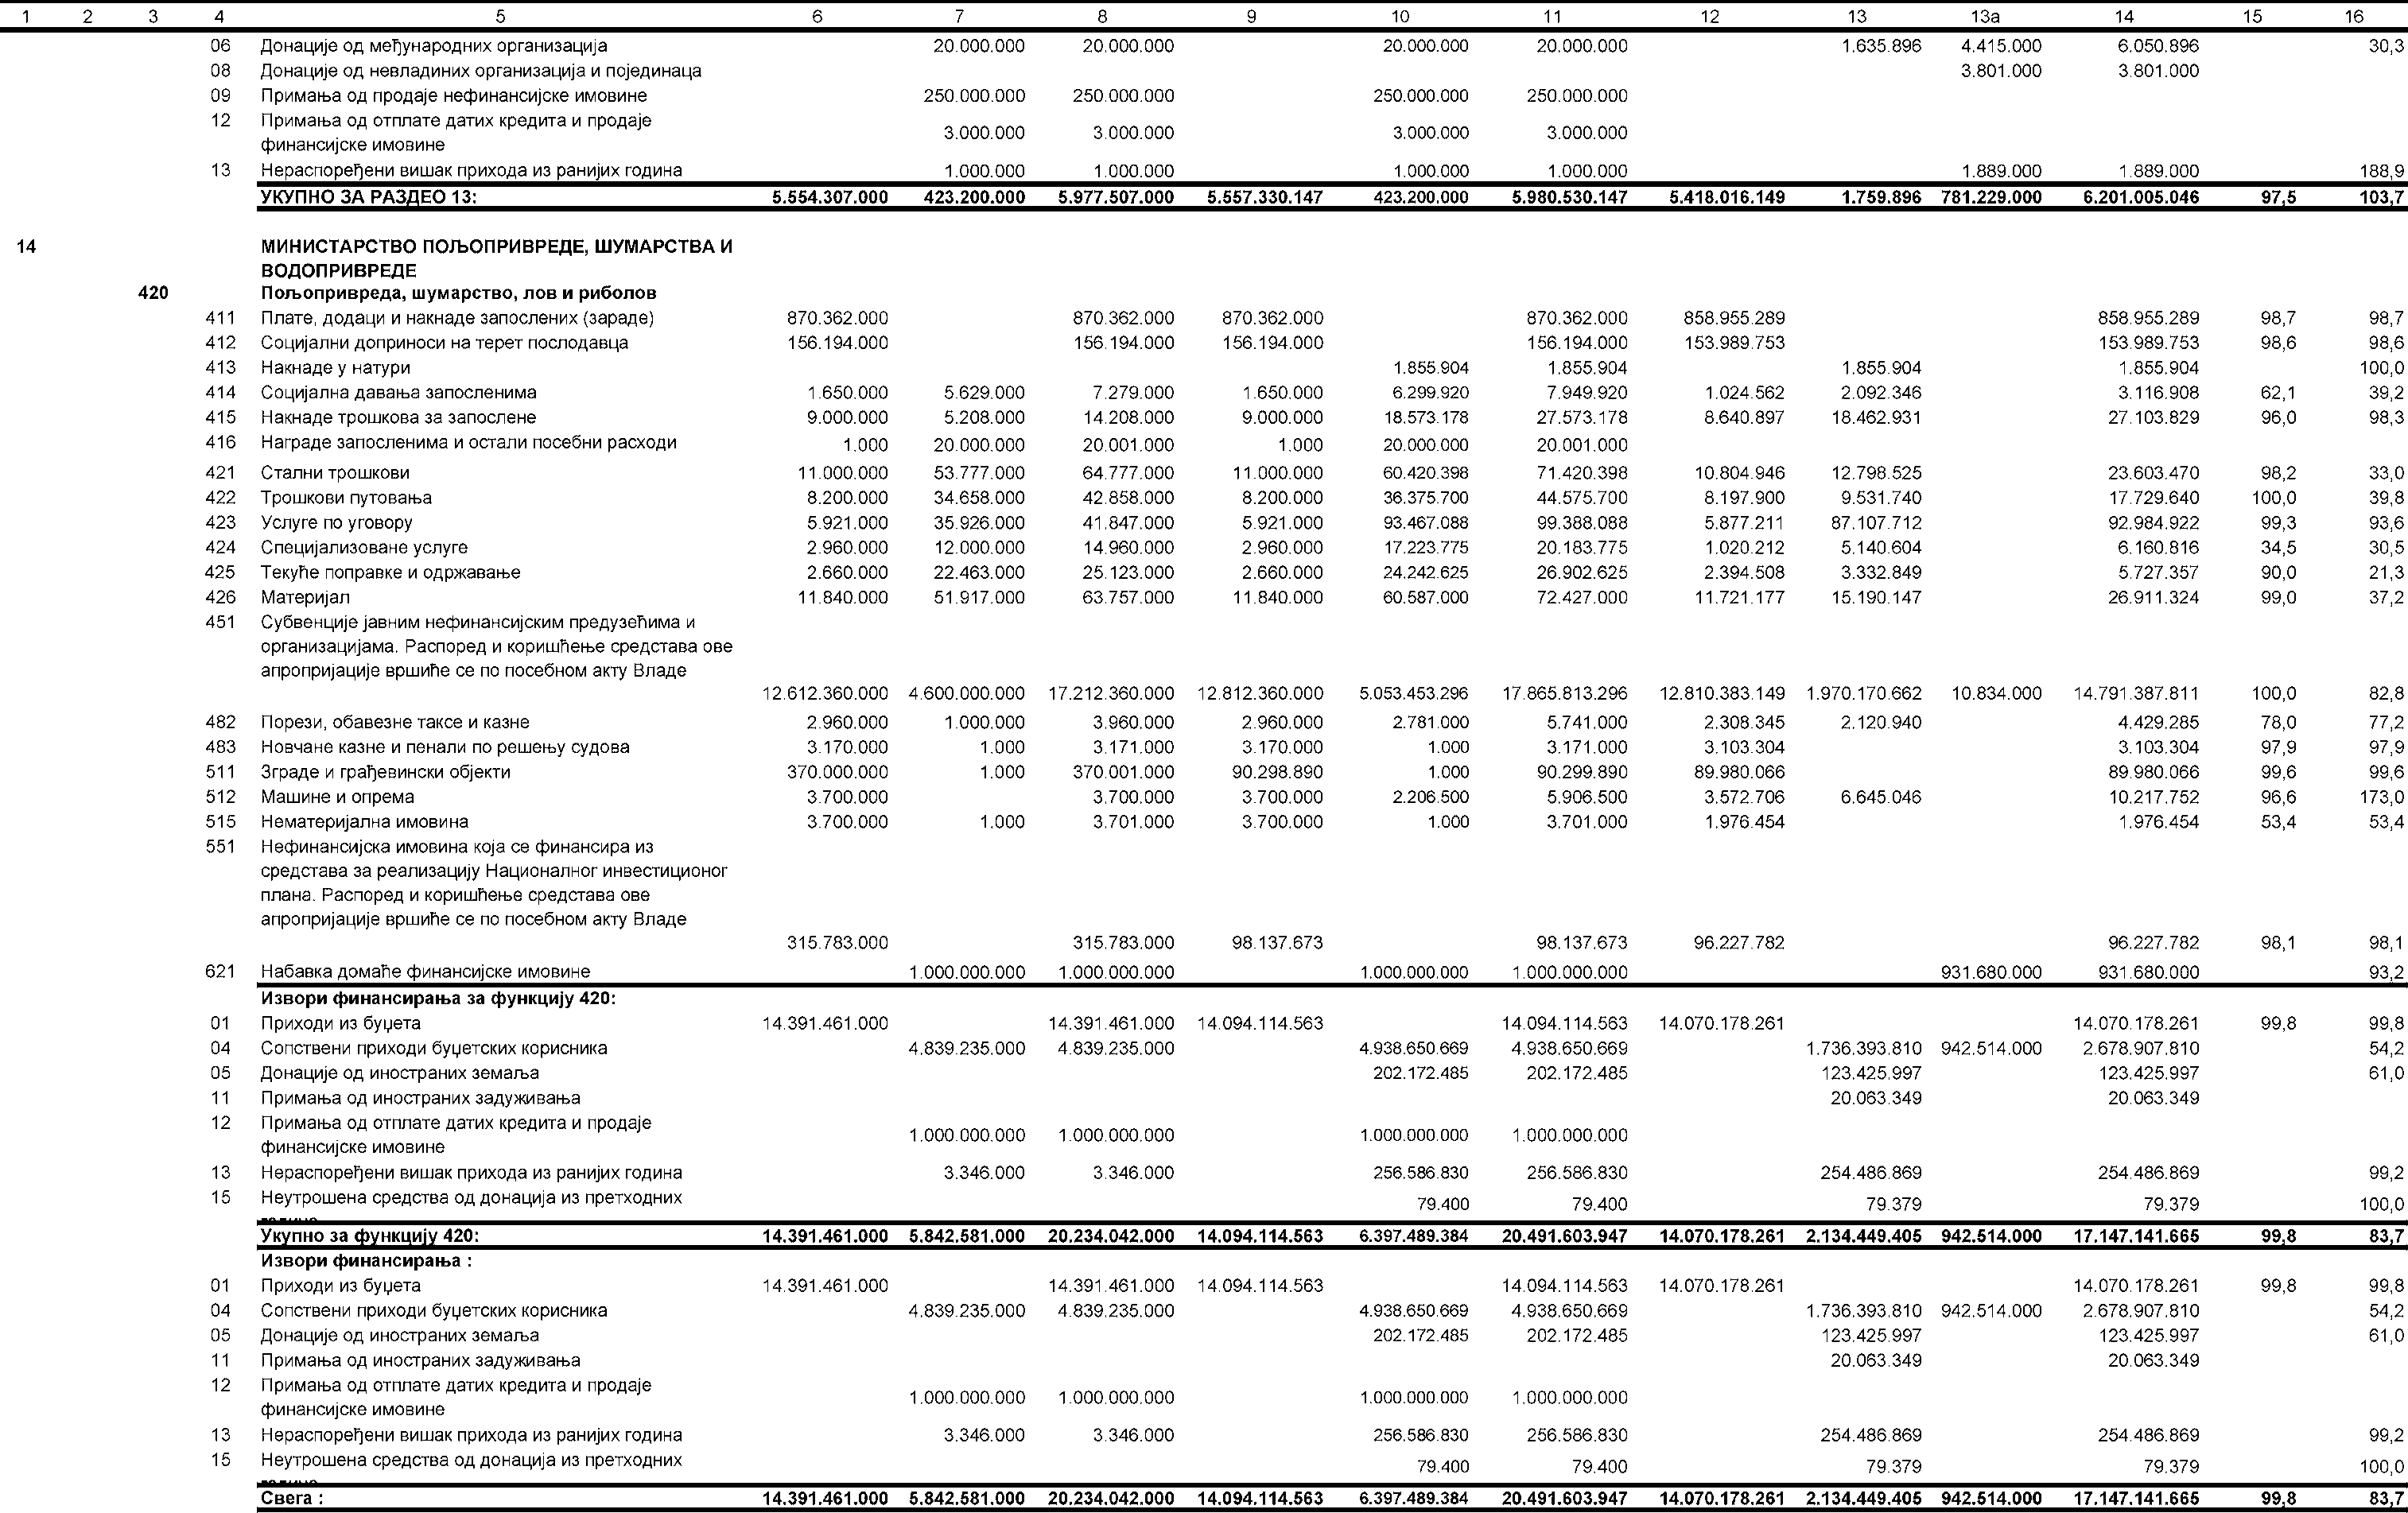 1 2 3 4 5 6 7 8 9 10 11 12 13 13a 14 15 16
06 Донације од међународних организација 20.000.000 20.000.000 20.000.000 20.000.000 1.635.896 4.415.000 6.050.896 30,3
08 Донације од невладиних организација и појединаца 3.801.000 3.801.000
09 Примања од продаје нефинансијске имовине 250.000.000 250.000.000 250.000.000 250.000.000
12 Примања од отплате датих кредита и продаје
финансијске имовине 3.000.000 3.000.000 3.000.000 3.000.000
13 Нераспоређени вишак прихода из ранијих година 1.000.000 1.000.000 1.000.000 1.000.000 1.889.000 1.889.000 188,9
УКУПНО ЗА РАЗДЕО 13: 5.554.307.000 423.200.000 5.977.507.000 5.557.330.147 423.200.000 5.980.530.147 5.418.016.149 1.759.896 781.229.000 6.201.005.046 97,5 103,7
14 МИНИСТАРСТВО ПОЉОПРИВРЕДЕ, ШУМАРСТВА И
ВОДОПРИВРЕДЕ
420 Пољопривреда, шумарство, лов и риболов
411 Плате, додаци и накнаде запослених (зараде) 870.362.000 870.362.000 870.362.000 870.362.000 858.955.289 858.955.289 98,7 98,7
412 Социјални доприноси на терет послодавца 156.194.000 156.194.000 156.194.000 156.194.000 153.989.753 153.989.753 98,6 98,6
413 Накнаде у натури 1.855.904 1.855.904 1.855.904 1.855.904 100,0
414 Социјална давања запосленима 1.650.000 5.629.000 7.279.000 1.650.000 6.299.920 7.949.920 1.024.562 2.092.346 3.116.908 62,1 39,2
415 Накнаде трошкова за запослене 9.000.000 5.208.000 14.208.000 9.000.000 18.573.178 27.573.178 8.640.897 18.462.931 27.103.829 96,0 98,3
416 Награде запосленима и остали посебни расходи 1.000 20.000.000 20.001.000 1.000 20.000.000 20.001.000
421 Стални трошкови 11.000.000 53.777.000 64.777.000 11.000.000 60.420.398 71.420.398 10.804.946 12.798.525 23.603.470 98,2 33,0
422 Трошкови путовања 8.200.000 34.658.000 42.858.000 8.200.000 36.375.700 44.575.700 8.197.900 9.531.740 17.729.640 100,0 39,8
423 Услуге по уговору 5.921.000 35.926.000 41.847.000 5.921.000 93.467.088 99.388.088 5.877.211 87.107.712 92.984.922 99,3 93,6
424 Специјализоване услуге 2.960.000 12.000.000 14.960.000 2.960.000 17.223.775 20.183.775 1.020.212 5.140.604 6.160.816 34,5 30,5
425 Текуће поправке и одржавање 2.660.000 22.463.000 25.123.000 2.660.000 24.242.625 26.902.625 2.394.508 3.332.849 5.727.357 90,0 21,3
426 Материјал 11.840.000 51.917.000 63.757.000 11.840.000 60.587.000 72.427.000 11.721.177 15.190.147 26.911.324 99,0 37,2
451 Субвенције јавним нефинансијским предузећима и
организацијама. Распоред и коришћење средстава ове
апропријације вршиће се по посебном акту Владе
12.612.360.000 4.600.000.000 17.212.360.000 12.812.360.000 5.053.453.296 17.865.813.296 12.810.383.149 1.970.170.662 10.834.000 14.791.387.811 100,0 82,8
482 Порези, обавезне таксе и казне 2.960.000 1.000.000 3.960.000 2.960.000 2.781.000 5.741.000 2.308.345 2.120.940 4.429.285 78,0 77,2
483 Новчане казне и пенали по решењу судова 3.170.000 1.000 3.171.000 3.170.000 1.000 3.171.000 3.103.304 3.103.304 97,9 97,9
511 Зграде и грађевински објекти 370.000.000 1.000 370.001.000 90.298.890 1.000 90.299.890 89.980.066 89.980.066 99,6 99,6
512 Машине и опрема 3.700.000 3.700.000 3.700.000 2.206.500 5.906.500 3.572.706 6.645.046 10.217.752 96,6 173,0
515 Нематеријална имовина 3.700.000 1.000 3.701.000 3.700.000 1.000 3.701.000 1.976.454 1.976.454 53,4 53,4
551 Нефинансијска имовина која се финансира из
средстава за реализацију Националног инвестиционог
плана. Распоред и коришћење средстава ове
апропријације вршиће се по посебном акту Владе
315.783.000 315.783.000 98.137.673 98.137.673 96.227.782 96.227.782 98,1 98,1
621 Набавка домаће финансијске имовине 1.000.000.000 1.000.000.000 1.000.000.000 1.000.000.000 931.680.000 931.680.000 93,2
Извори финансирања за функцију 420:
01 Приходи из буџета 14.391.461.000 14.391.461.000 14.094.114.563 14.094.114.563 14.070.178.261 14.070.178.261 99,8 99,8
04 Сопствени приходи буџетских корисника 4.839.235.000 4.839.235.000 4.938.650.669 4.938.650.669 1.736.393.810 942.514.000 2.678.907.810 54,2
05 Донације од иностраних земаља 202.172.485 202.172.485 123.425.997 123.425.997 61,0
11 Примања од иностраних задуживања 20.063.349 20.063.349
12 Примања од отплате датих кредита и продаје
финансијске имовине 1.000.000.000 1.000.000.000 1.000.000.000 1.000.000.000
13 Нераспоређени вишак прихода из ранијих година 3.346.000 3.346.000 256.586.830 256.586.830 254.486.869 254.486.869 99,2
15 Неутрошена средства од донација из претходних
79.400 79.400 79.379 79.379 100,0
Укупно за функцију 420: 14.391.461.000 5.842.581.000 20.234.042.000 14.094.114.563 6.397.489.384 20.491.603.947 14.070.178.261 2.134.449.405 942.514.000 17.147.141.665 99,8 83,7
Извори финансирања :
01 Приходи из буџета 14.391.461.000 14.391.461.000 14.094.114.563 14.094.114.563 14.070.178.261 14.070.178.261 99,8 99,8
04 Сопствени приходи буџетских корисника 4.839.235.000 4.839.235.000 4.938.650.669 4.938.650.669 1.736.393.810 942.514.000 2.678.907.810 54,2
05 Донације од иностраних земаља 202.172.485 202.172.485 123.425.997 123.425.997 61,0
11 Примања од иностраних задуживања 20.063.349 20.063.349
12 Примања од отплате датих кредита и продаје
финансијске имовине 1.000.000.000 1.000.000.000 1.000.000.000 1.000.000.000
13 Нераспоређени вишак прихода из ранијих година 3.346.000 3.346.000 256.586.830 256.586.830 254.486.869 254.486.869 99,2
15 Неутрошена средства од донација из претходних
79.400 79.400 79.379 79.379 100,0
Свега : 14.391.461.000 5.842.581.000 20.234.042.000 14.094.114.563 6.397.489.384 20.491.603.947 14.070.178.261 2.134.449.405 942.514.000 17.147.141.665 99,8 83,7